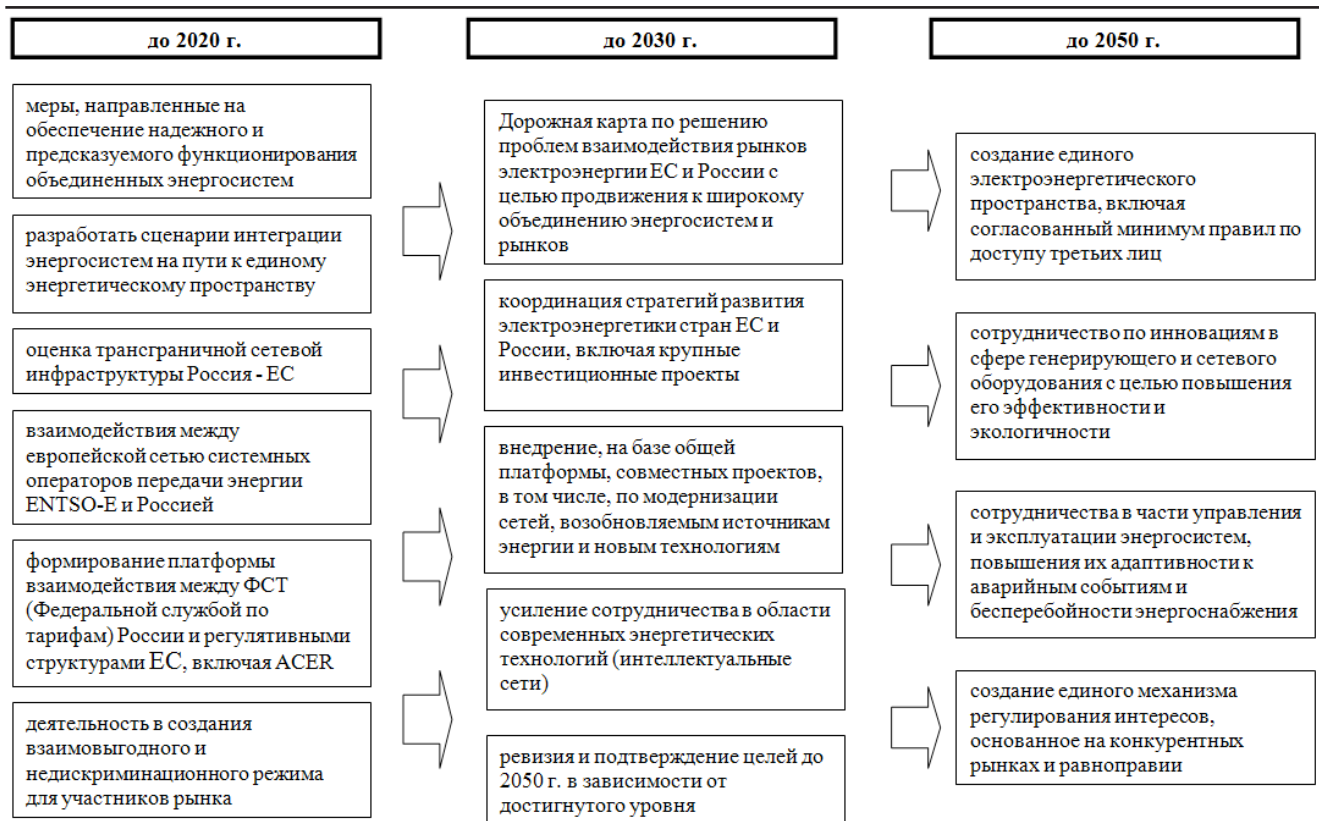 до 2020 г.
меры, направленные на
обеспечение надежного и
предсказуемого функционирования
объединенных энергосистем
разработать сценарии интеграции
энергосистем на пути к единому
энергетическому пространству
оценка трансграничной сетевой
инфраструктуры Россия - ЕС
взаимодействия между
европейской сетью системных
операторов передачи энергии
ENTSO-E и Россией
формирование платформы
взаимодействия между ФСТ
(Федеральной службой по
тарифам) России и регулятивными
структурами ЕС, включая ACER
деятельность в создания
взаимовыгодного и
недискриминационного режима
для участников рынка
до 2030 г.
Дорожная карта по решению
проблем взаимодействия рынков
электроэнергии ЕС и России с
целью продвижения к широкому
объединению энергосистем и
рынков
координация стратегий развития
электроэнергетики стран ЕС и
России, включая крупные
инвестиционные проекты
внедрение, на базе общей
платформы, совместных проектов,
в том числе, по модернизации
сетей, возобновляемым источникам
энергии и новым технологиям
усиление сотрудничества в области
современных энергетических
технологий (интеллектуальные
сети)
ревизия и подтверждение целей до
2050 г. в зависимости от
достигнутого уровня
до 2050 г.
создание единого
электроэнергетического
пространства, включая
согласованный минимум правил по
доступу третьих лиц
сотрудничество по инновациям в
сфере генерирующего и сетевого
оборудования с целью повышения
его эффективности и
экологичности
сотрудничества в части управления
и эксплуатации энергосистем,
повышения их адаптивности к
аварийным событиям и
бесперебойности энергоснабжения
создание единого механизма
регулирования интересов,
основанное на конкурентных
рынках и равноправии